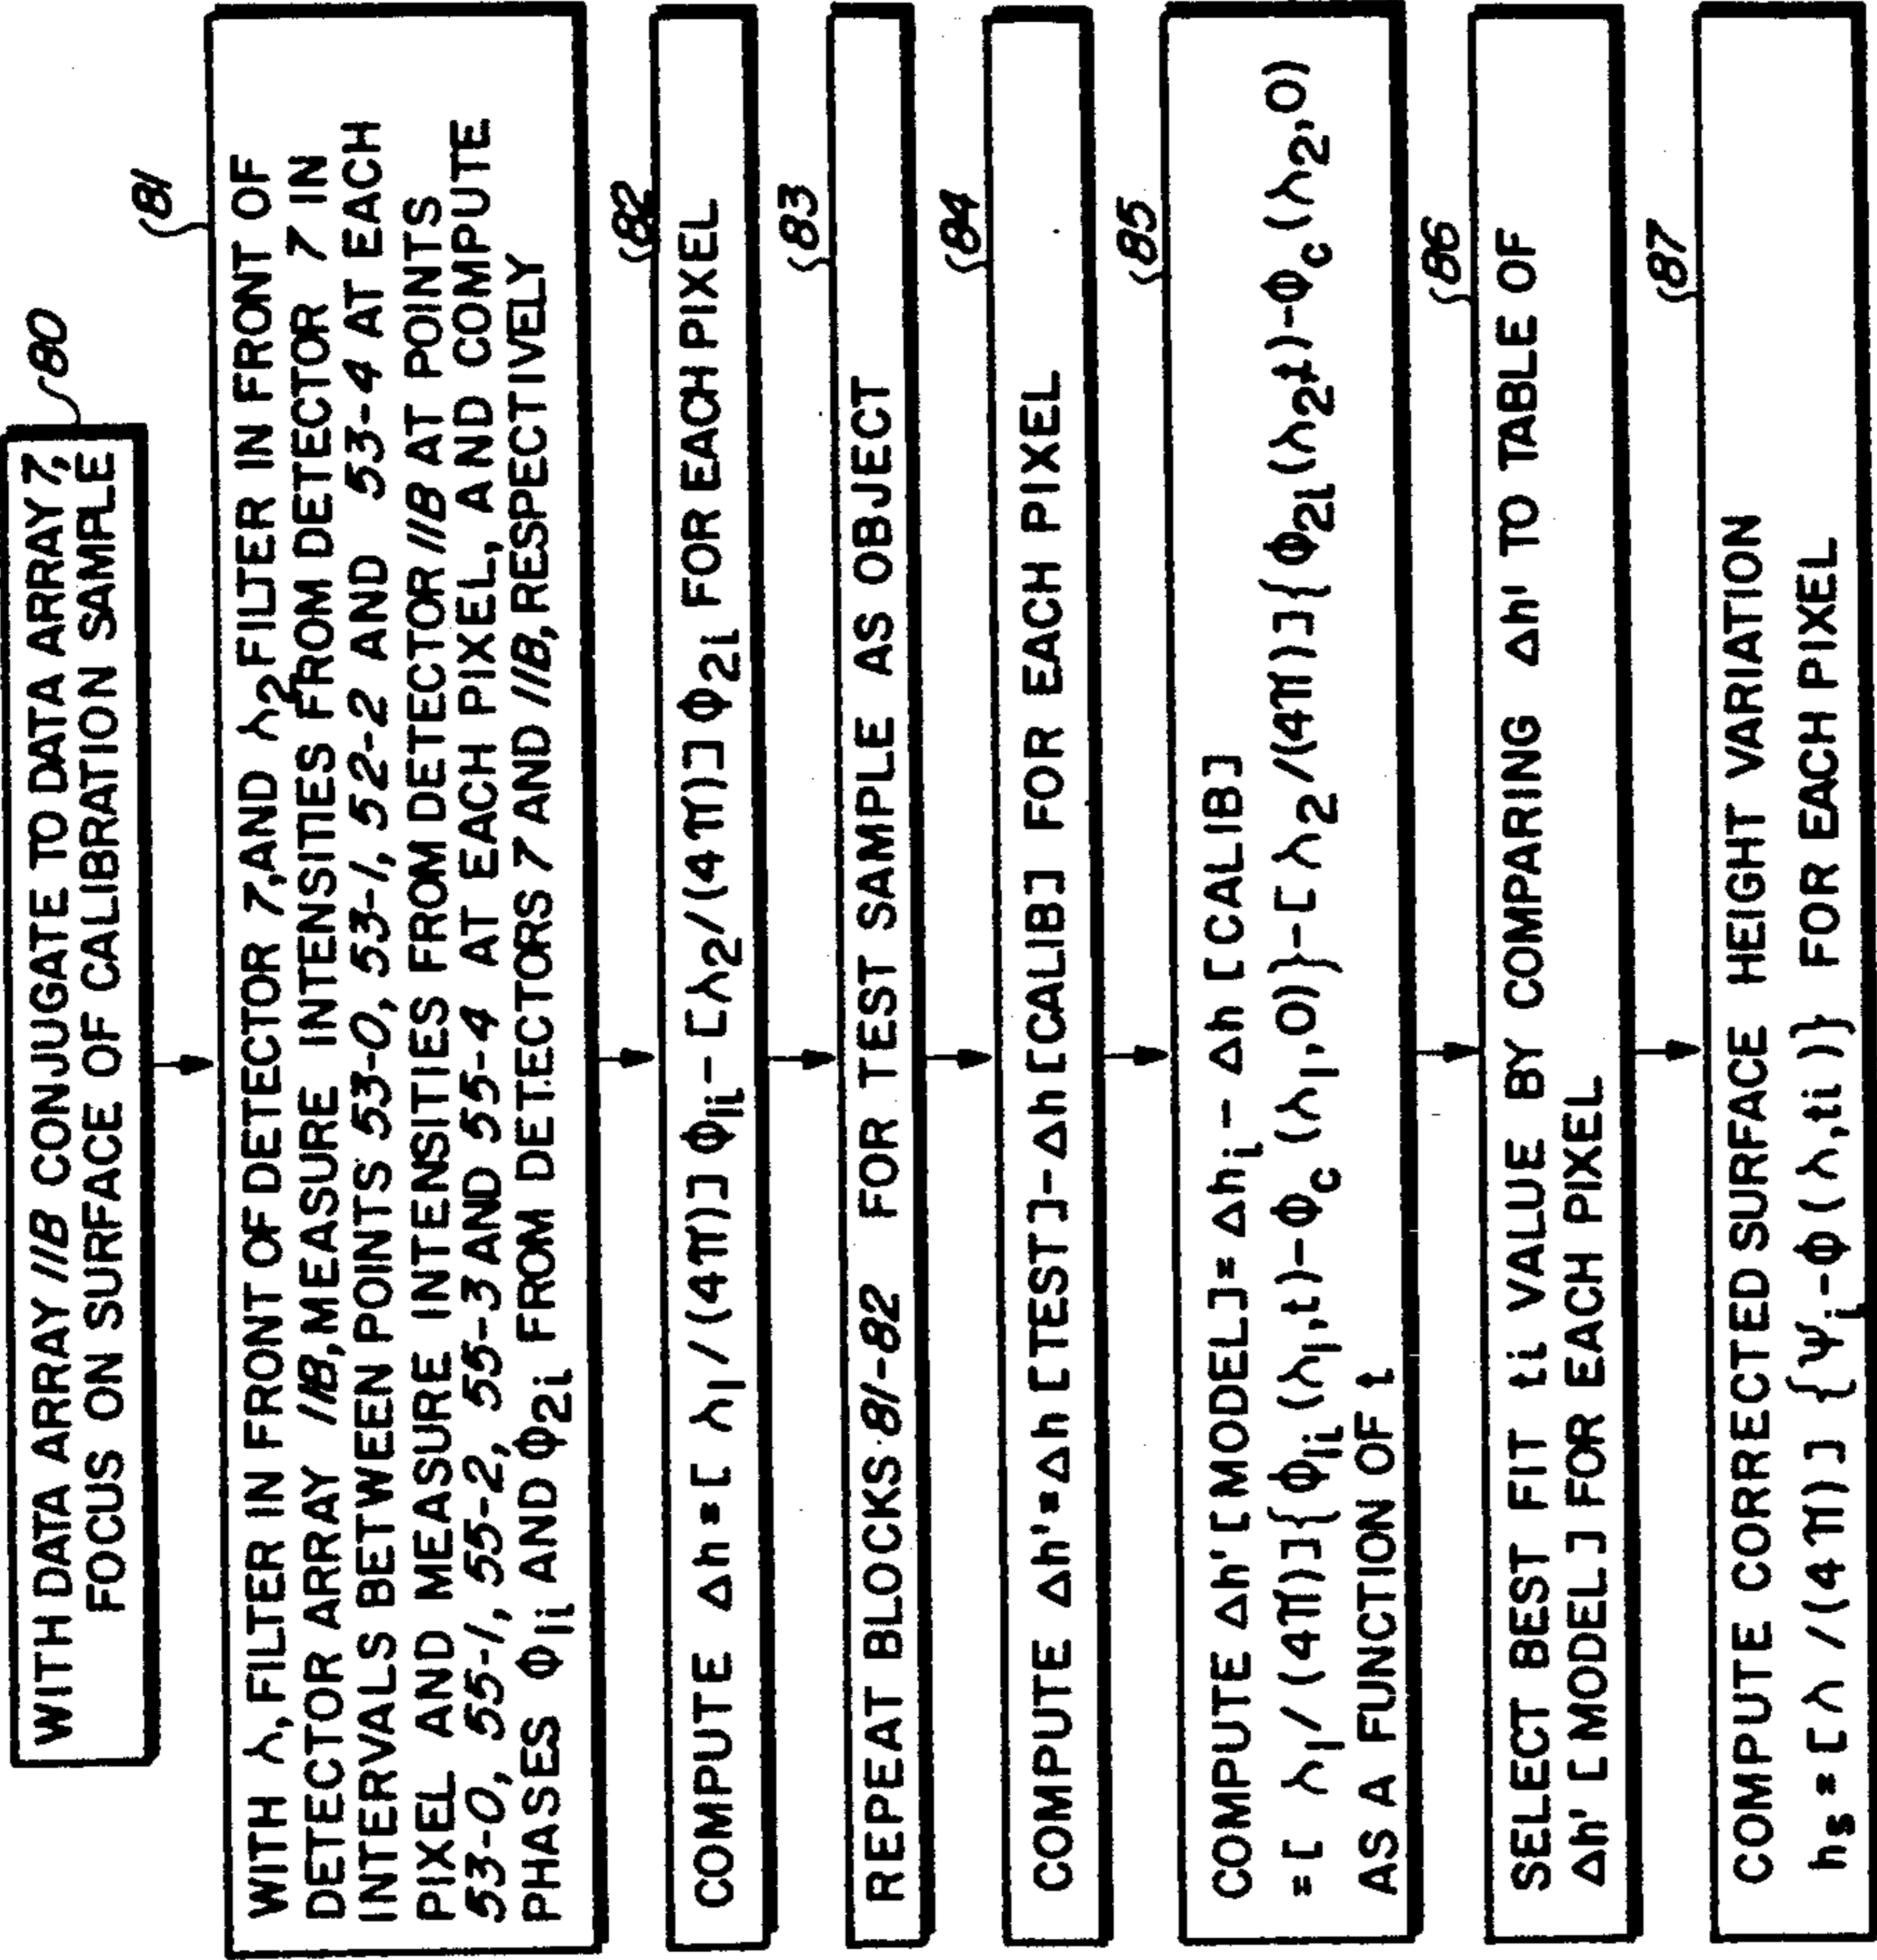 WITH DATA ARRAY 11B CONJUGATE TO DATA ARRAY 7,
FOCUS ON SURFACE OF CALIBRATION SAMPLE
80
81
WITH λ1 FILTER IN FRONT OF DETECTOR 7, AND λ2 FILTER IN FRONT OF
DETECTOR ARRAY 11B, MEASURE INTENSITIES FROM DETECTOR 7 IN
INTERVALS BETWEEN POINTS 53-0, 53-1, 52-2 AND 53-4 AT EACH
PIXEL AND MEASURE INTENSITIES FROM DETECTOR 11B AT POINTS
53-0, 55-1, 55-2, 55-3 AND 55-4 AT EACH PIXEL, AND COMPUTE
PHASES Φ1i AND Φ2i FROM DETECTORS 7 AND 11B, RESPECTIVELY
82
COMPUTE Δh=[λ1/(4π)] Φ1i-[λ2/(4π)] Φ2i FOR EACH PIXEL
83
REPEAT BLOCKS 81-82 FOR TEST SAMPLE AS OBJECT
84
COMPUTE Δh'=Δh [TEST]-Δh [CALIB] FOR EACH PIXEL
85
COMPUTE Δh' [MODEL]=Δhi-Δh [CALIB]
=[λ1/(4π)]{Φ1i(λ1,t)-Φc(λ1,0)}-[λ2/(4π)]{Φ2i(λ2t)-Φc(λ2,0)
AS A FUNCTION OF t
86
SELECT BEST FIT ti VALUE BY COMPARING Δh' TO TABLE OF
Δh' [MODEL] FOR EACH PIXEL
87
COMPUTE CORRECTED SURFACE HEIGHT VARIATION
hs=[λ/(4π)] {Ψi-Φ(λ,ti)} FOR EACH PIXEL